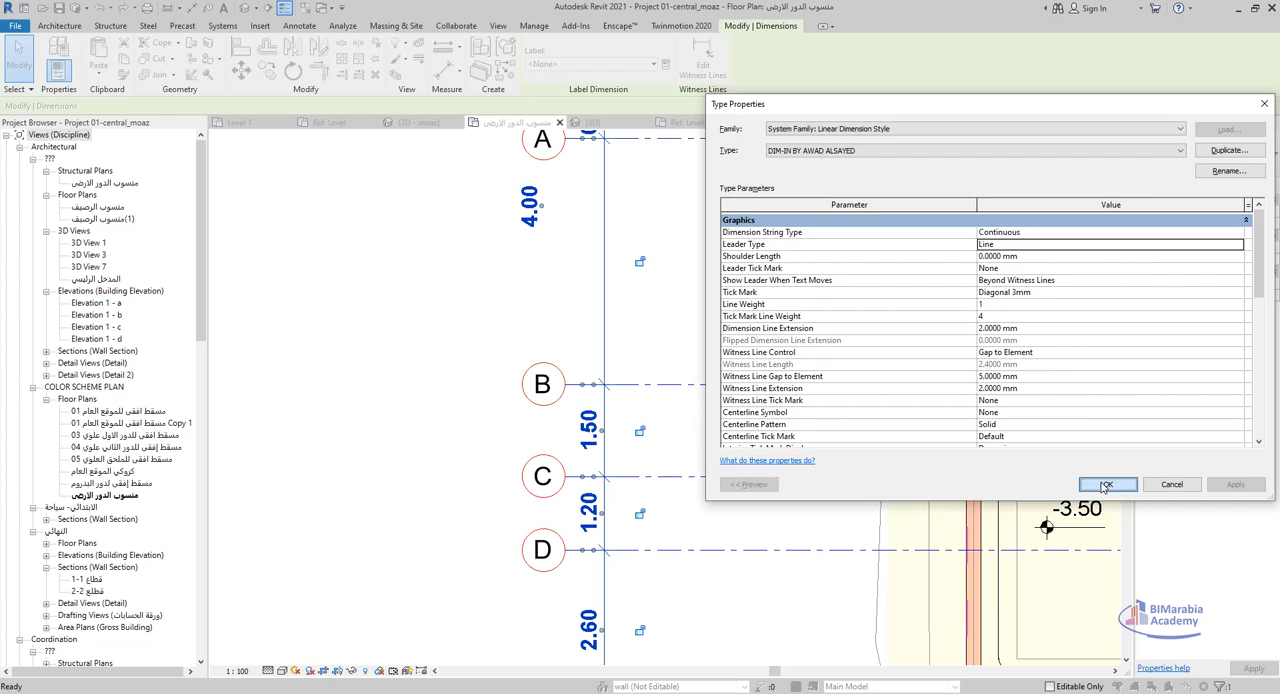 Autodesk Revit 2021 - Project 01-central_moaz - Floor Plan: منسوب الدور الارضى
Sign In
File Architecture Structure Steel Precast Systems Insert Annotate Analyze Massing & Site Collaborate View Manage Add-Ins Enscape™ Twinmotion 2020 Modify | Dimensions
Modify
Paste
Cope
Cut
Join
Label:
<None>
Edit
Witness Lines
Select Properties Clipboard Geometry Modify View Measure Create Label Dimension Witness Lines
Modify | Dimensions
Project Browser - Project 01-central_moaz
Views (Discipline)
Architectural
???
Structural Plans
منسوب الدور الارضى
Floor Plans
منسوب الرصيف
منسوب الرصيف(1)
3D Views
3D View 1
3D View 3
3D View 7
المدخل الرئيسي
Elevations (Building Elevation)
Elevation 1 - a
Elevation 1 - b
Elevation 1 - c
Elevation 1 - d
Sections (Wall Section)
Detail Views (Detail)
Detail Views (Detail 2)
COLOR SCHEME PLAN
Floor Plans
01 مسقط افقى للموقع العام
01 مسقط افقى للموقع العام Copy 1
03 مسقط افقي للدور الاول علوي
04 مسقط إفقي للدور الثاني علوي
05 مسقط افقي للملحق العلوي
كروكي الموقع العام
مسقط إفقي لدور البدروم
منسوب الدور الارضى
الابتدائي- سياحة
Sections (Wall Section)
النهائي
Floor Plans
Elevations (Building Elevation)
Sections (Wall Section)
قطاع 1-1
قطلع 2-2
Detail Views (Detail)
Drafting Views (ورقة الحسابات)
Area Plans (Gross Building)
Coordination
???
Structural Plans
Level 1
Ref. Level
{3D - moaz}
منسوب الدور الارضى
{3D}
Ref. Level
A
4.00
B
1.50
C
1.20
D
2.60
-3.50
Type Properties
Family: System Family: Linear Dimension Style Load...
Type: DIM-IN BY AWAD ALSAYED Duplicate...
Rename...
Type Parameters
Parameter Value =
Graphics
Dimension String Type Continuous
Leader Type Line
Shoulder Length 0.0000 mm
Leader Tick Mark None
Show Leader When Text Moves Beyond Witness Lines
Tick Mark Diagonal 3mm
Line Weight 1
Tick Mark Line Weight 4
Dimension Line Extension 2.0000 mm
Flipped Dimension Line Extension 0.0000 mm
Witness Line Control Gap to Element
Witness Line Length 2.4000 mm
Witness Line Gap to Element 5.0000 mm
Witness Line Extension 2.0000 mm
Witness Line Tick Mark None
Centerline Symbol None
Centerline Pattern Solid
Centerline Tick Mark Default
What do these properties do?
<< Preview OK Cancel Apply
BIMarabia
Academy
Properties help Apply
1 : 100
Ready
wall (Not Editable)
:0
Main Model
Editable Only
:1